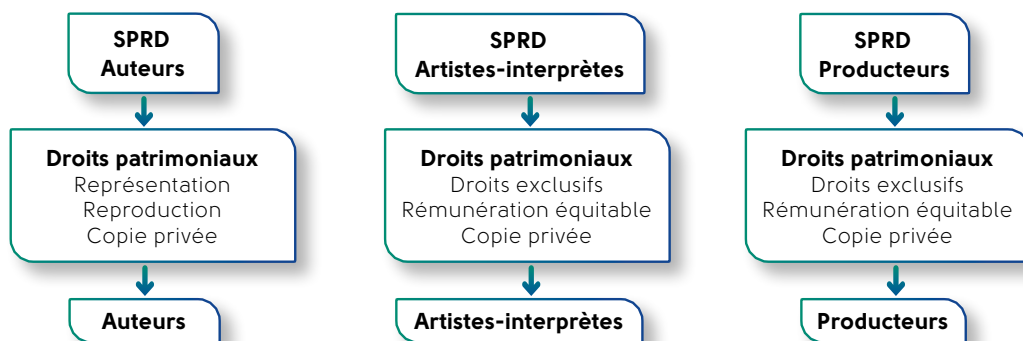 SPRD
Auteurs
Droits patrimoniaux
Représentation
Reproduction
Copie privée
Auteurs
SPRD
Artistes-interprètes
Droits patrimoniaux
Droits exclusifs
Rémunération équitable
Copie privée
Artistes-interprètes
SPRD
Producteurs
Droits patrimoniaux
Droits exclusifs
Rémunération équitable
Copie privée
Producteurs